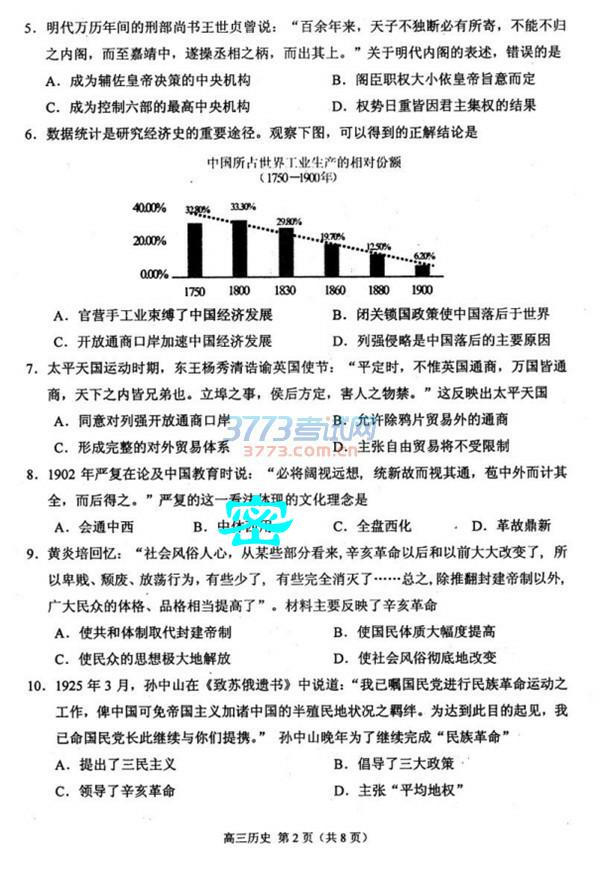 5. 明代万历年间的刑部尚书王世贞曾说：“百余年来，天子不独断必有所寄，不能不归
之内阁，而至嘉靖中，遂操丞相之柄，而出其上。”关于明代内阁的表述，错误的是
A. 成为辅佐皇帝决策的中央机构 B. 阁臣职权大小依皇帝旨意而定
C. 成为控制六部的最高中央机构 D. 权势日重皆因君主集权的结果
6. 数据统计是研究经济史的重要途径。观察下图，可以得到的正解结论是
中国所占世界工业生产的相对份额
（1750—1900年）
40.00% 32.80% 33.30% 29.80% 19.70% 12.50% 6.20%
20.00%
0.00%
1750 1800 1830 1860 1880 1900
A. 官营手工业束缚了中国经济发展 B. 闭关锁国政策使中国落后于世界
C. 开放通商口岸加速中国经济发展 D. 列强侵略是中国落后的主要原因
7. 太平天国运动时期，东王杨秀清诰谕英国使节：“平定时，不惟英国通商，万国皆通
商，天下之内皆兄弟也。立埠之事，侯后方定，害人之物禁。”这反映出太平天国
A. 同意对列强开放通商口岸 B. 允许除鸦片贸易外的通商
C. 形成完整的对外贸易体系 D. 主张自由贸易将不受限制
3773考试网
3773.com.cn
8. 1902 年严复在论及中国教育时说：“必将阔视远想，统新故而视其通，苞中外而计其
全，而后得之。”严复的这一看法体现的文化理念是
A. 会通中西 B. 中体西用 C. 全盘西化 D. 革故鼎新
密
9. 黄炎培回忆：“社会风俗人心，从某些部分看来，辛亥革命以后和以前大大改变了，所
以卑贱、颓废、放荡行为，有些少了，有些完全消灭了……总之，除推翻封建帝制以外，
广大民众的体格、品格相当提高了”。材料主要反映了辛亥革命
A. 使共和体制取代封建帝制 B. 使国民体质大幅度提高
C. 使民众的思想极大地解放 D. 使社会风俗彻底地改变
10. 1925 年 3 月，孙中山在《致苏俄遗书》中说道：“我已嘱国民党进行民族革命运动之
工作，俾中国可免帝国主义加诸中国的半殖民地状况之羁绊。为达到此目的起见，我
已命国民党长此继续与你们提携。” 孙中山晚年为了继续完成“民族革命”
A. 提出了三民主义 B. 倡导了三大政策
C. 领导了辛亥革命 D. 主张“平均地权”
高三历史 第 2 页（共 8 页）